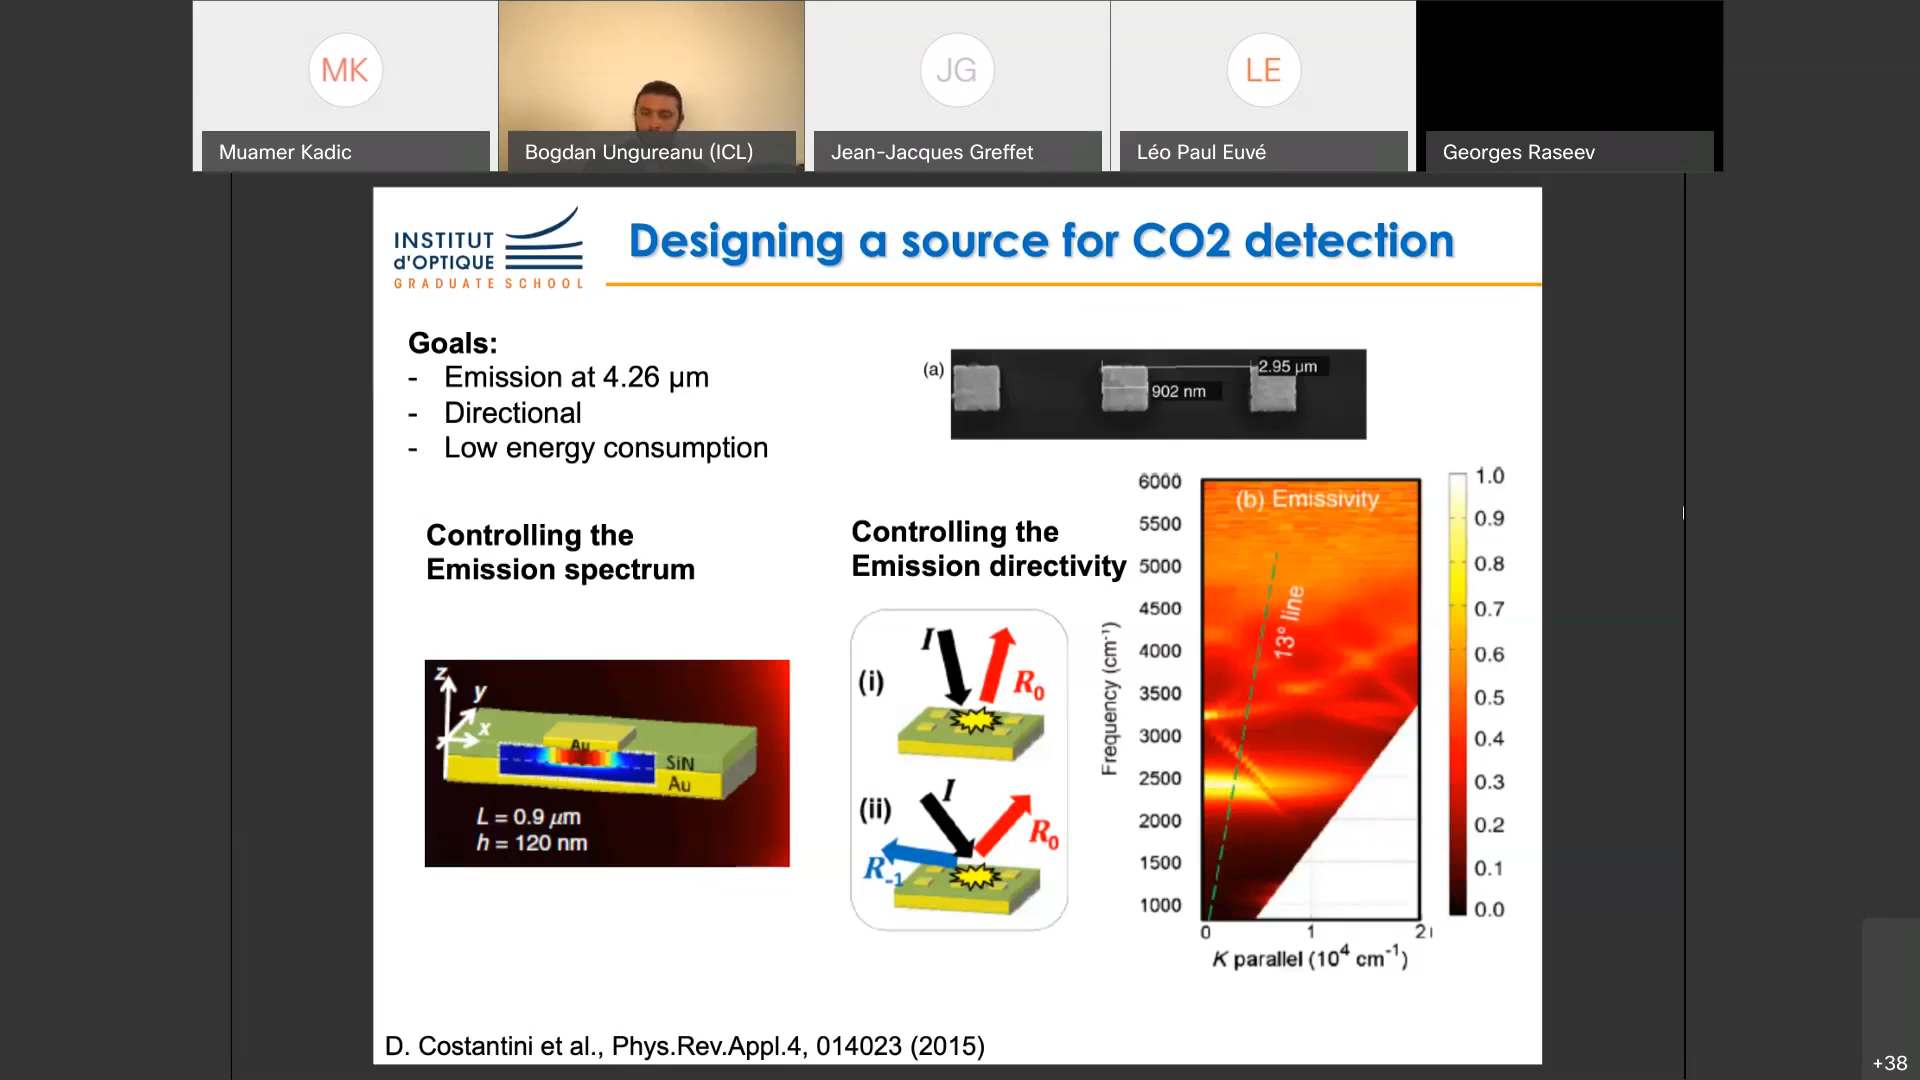 MK
JG
LE
Muamer Kadic
Bogdan Ungureanu (ICL)
Jean-Jacques Greffet
Léo Paul Euvé
Georges Raseev
INSTITUT
d'OPTIQUE
GRADUATE SCHOOL
Designing a source for CO2 detection
Goals:
- Emission at 4.26 µm
- Directional
- Low energy consumption
(a)
2.95 µm
902 nm
Controlling the
Emission spectrum
z
y
x
Au
SiN
Au
L = 0.9 µm
h = 120 nm
Controlling the
Emission directivity
(i)
I
R₀
(ii)
I
R₀
R₋₁
(b) Emissivity
13° line
Frequency (cm⁻¹)
6000
5500
5000
4500
4000
3500
3000
2500
2000
1500
1000
0 1 2
K parallel (10⁴ cm⁻¹)
1.0
0.9
0.8
0.7
0.6
0.5
0.4
0.3
0.2
0.1
0.0
D. Costantini et al., Phys.Rev.Appl.4, 014023 (2015)
+38